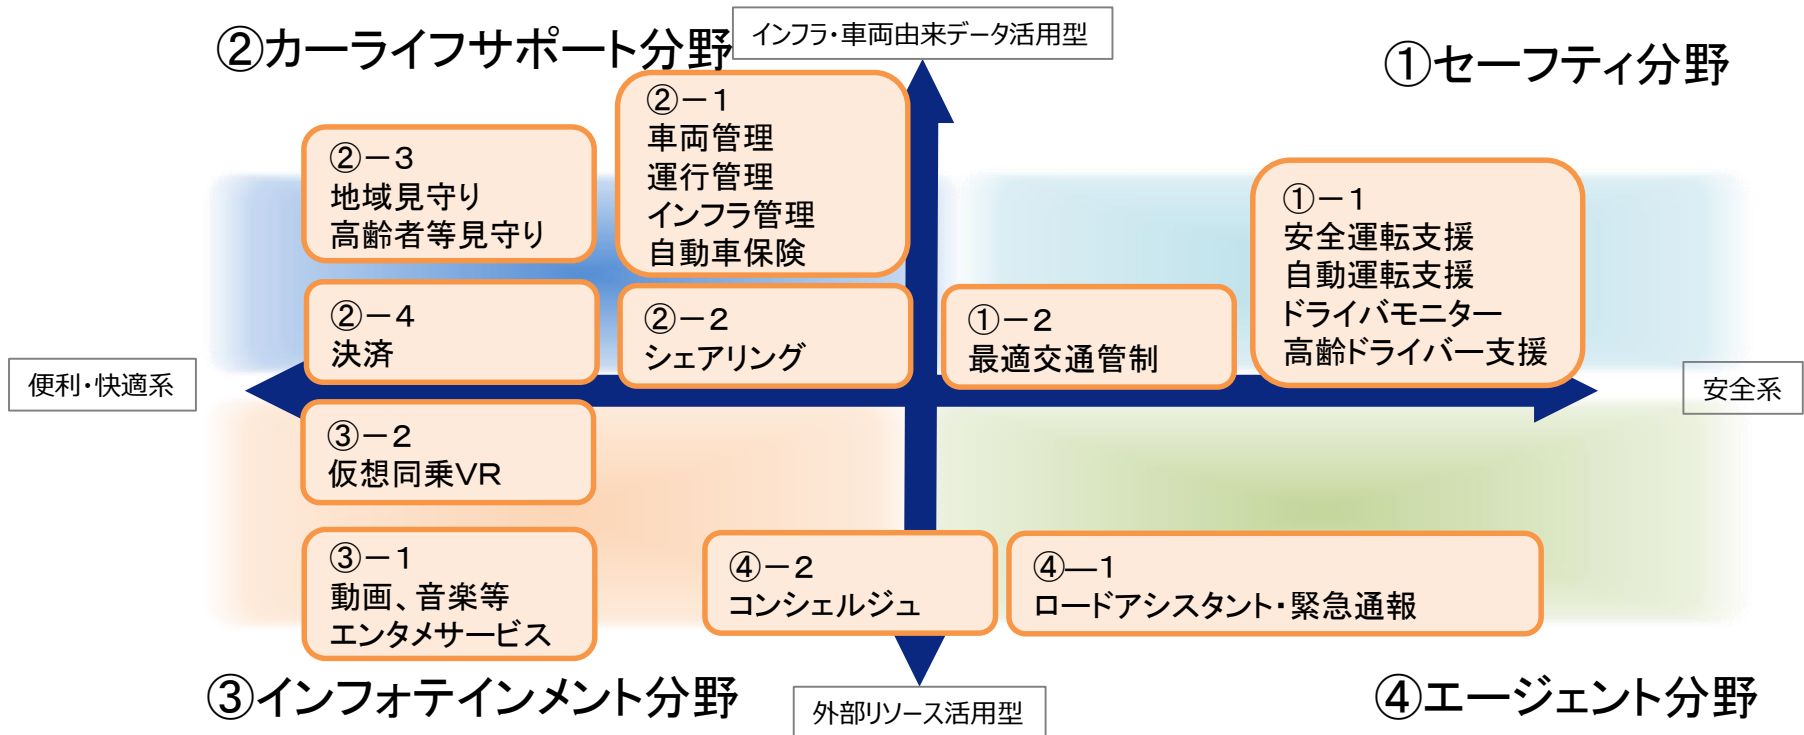 ②カーライフサポート分野
インフラ・車両由来データ活用型
①セーフティ分野
②－1
車両管理
運行管理
インフラ管理
自動車保険
②－3
地域見守り
高齢者等見守り
①－1
安全運転支援
自動運転支援
ドライバモニター
高齢ドライバー支援
②－4
決済
②－2
シェアリング
①－2
最適交通管制
便利・快適系
安全系
③－2
仮想同乗VR
③－1
動画、音楽等
エンタメサービス
④－2
コンシェルジュ
④―1
ロードアシスタント・緊急通報
③インフォテインメント分野
外部リソース活用型
④エージェント分野